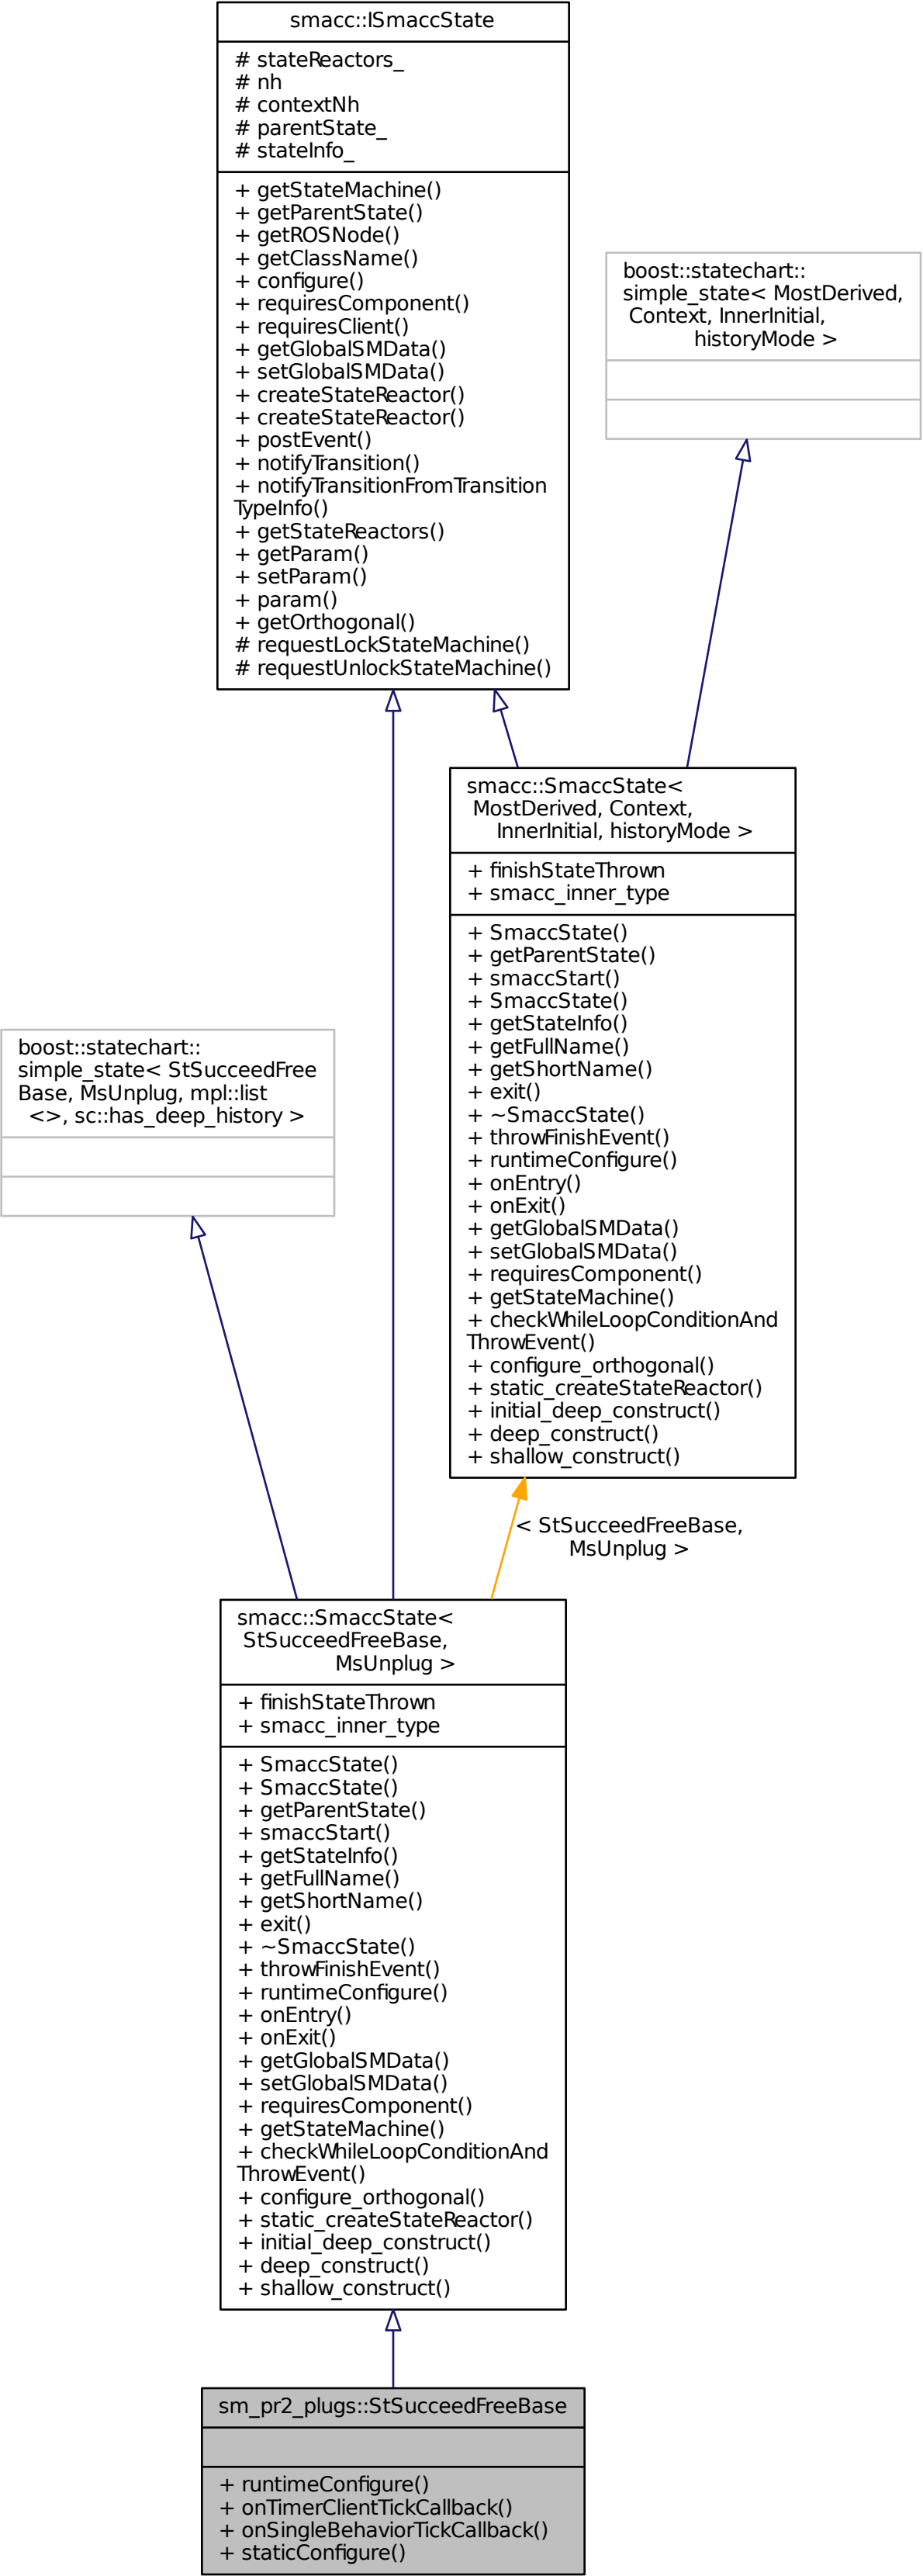 smacc::ISmaccState
# stateReactors_
# nh
# contextNh
# parentState_
# stateInfo_
+ getStateMachine()
+ getParentState()
+ getROSNode()
+ getClassName()
+ configure()
+ requiresComponent()
+ requiresClient()
+ getGlobalSMData()
+ setGlobalSMData()
+ createStateReactor()
+ createStateReactor()
+ postEvent()
+ notifyTransition()
+ notifyTransitionFromTransition
TypeInfo()
+ getStateReactors()
+ getParam()
+ setParam()
+ param()
+ getOrthogonal()
# requestLockStateMachine()
# requestUnlockStateMachine()
boost::statechart::
simple_state< MostDerived,
Context, InnerInitial,
historyMode >
smacc::SmaccState<
MostDerived, Context,
InnerInitial, historyMode >
+ finishStateThrown
+ smacc_inner_type
+ SmaccState()
+ getParentState()
+ smaccStart()
+ SmaccState()
+ getStateInfo()
+ getFullName()
+ getShortName()
+ exit()
+ ~SmaccState()
+ throwFinishEvent()
+ runtimeConfigure()
+ onEntry()
+ onExit()
+ getGlobalSMData()
+ setGlobalSMData()
+ requiresComponent()
+ getStateMachine()
+ checkWhileLoopConditionAnd
ThrowEvent()
+ configure_orthogonal()
+ static_createStateReactor()
+ initial_deep_construct()
+ deep_construct()
+ shallow_construct()
boost::statechart::
simple_state< StSucceedFree
Base, MsUnplug, mpl::list
<>, sc::has_deep_history >
< StSucceedFreeBase,
MsUnplug >
smacc::SmaccState<
StSucceedFreeBase,
MsUnplug >
+ finishStateThrown
+ smacc_inner_type
+ SmaccState()
+ SmaccState()
+ getParentState()
+ smaccStart()
+ getStateInfo()
+ getFullName()
+ getShortName()
+ exit()
+ ~SmaccState()
+ throwFinishEvent()
+ runtimeConfigure()
+ onEntry()
+ onExit()
+ getGlobalSMData()
+ setGlobalSMData()
+ requiresComponent()
+ getStateMachine()
+ checkWhileLoopConditionAnd
ThrowEvent()
+ configure_orthogonal()
+ static_createStateReactor()
+ initial_deep_construct()
+ deep_construct()
+ shallow_construct()
sm_pr2_plugs::StSucceedFreeBase
+ runtimeConfigure()
+ onTimerClientTickCallback()
+ onSingleBehaviorTickCallback()
+ staticConfigure()